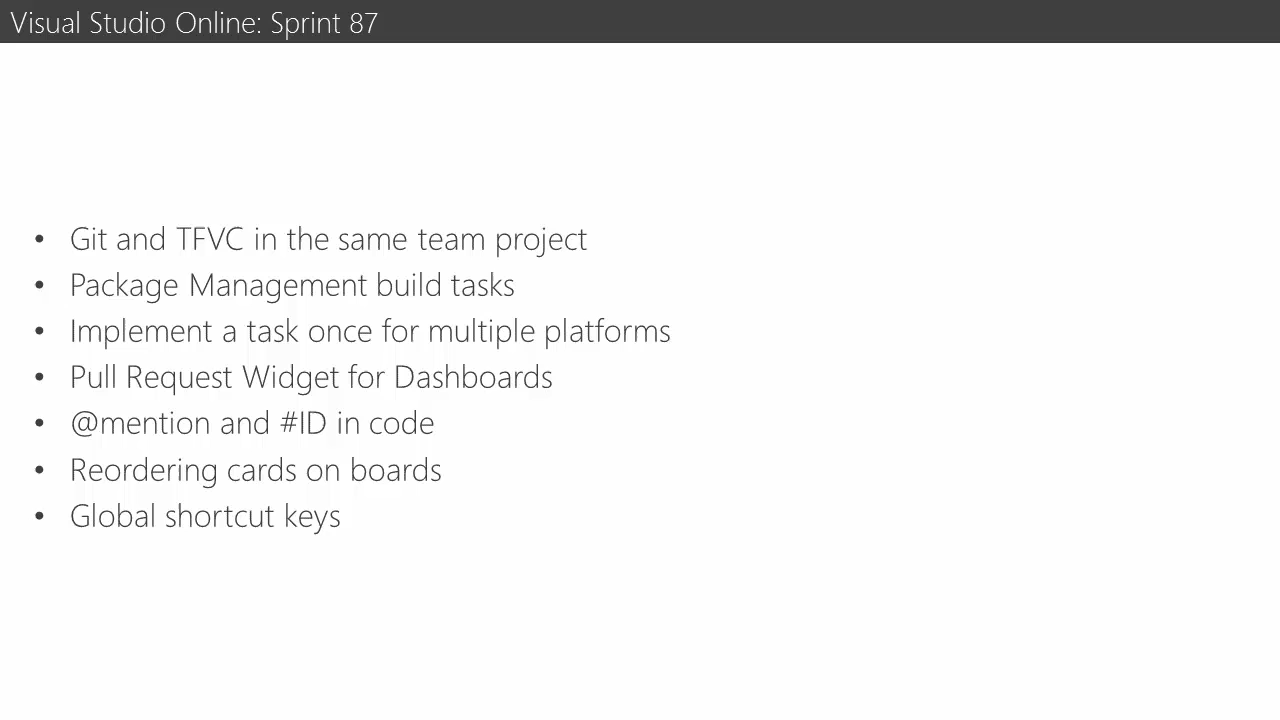 Visual Studio Online: Sprint 87
• Git and TFVC in the same team project
• Package Management build tasks
• Implement a task once for multiple platforms
• Pull Request Widget for Dashboards
• @mention and #ID in code
• Reordering cards on boards
• Global shortcut keys